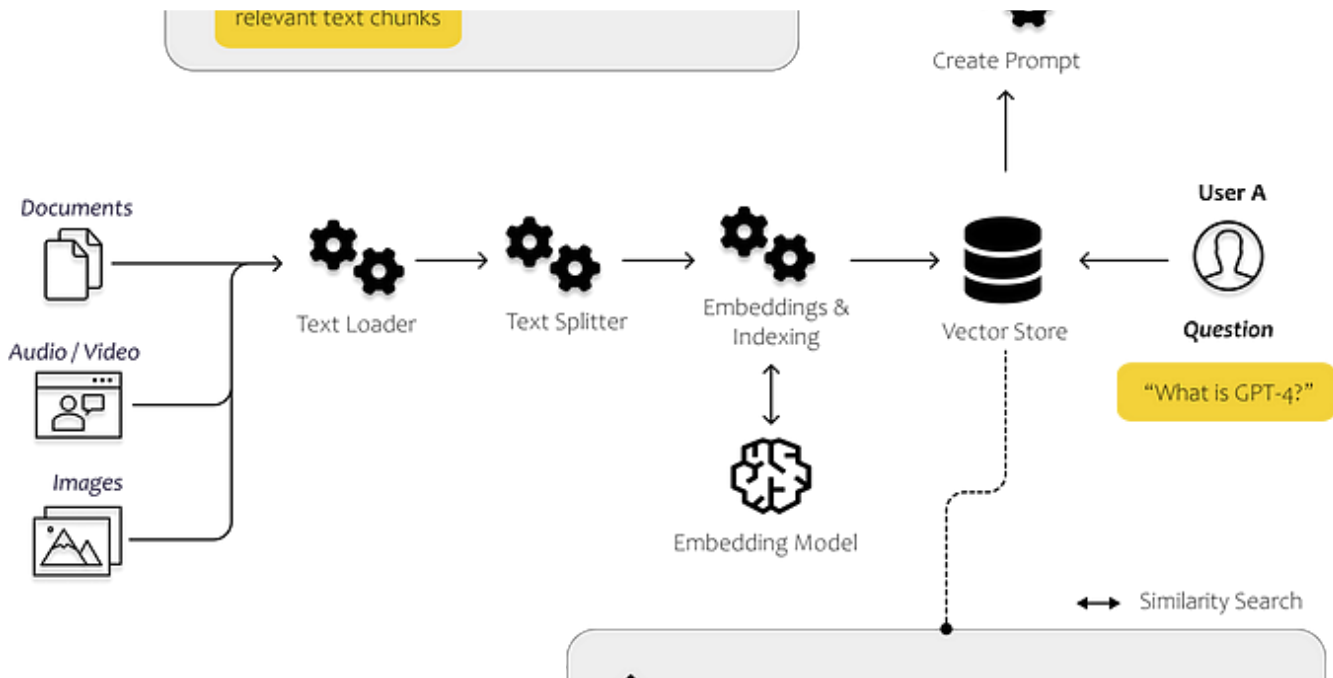 relevant text chunks
Create Prompt
Documents
User A
Text Loader
Text Splitter
Embeddings &
Indexing
Vector Store
Question
Audio / Video
“What is GPT-4?”
Images
Embedding Model
Similarity Search